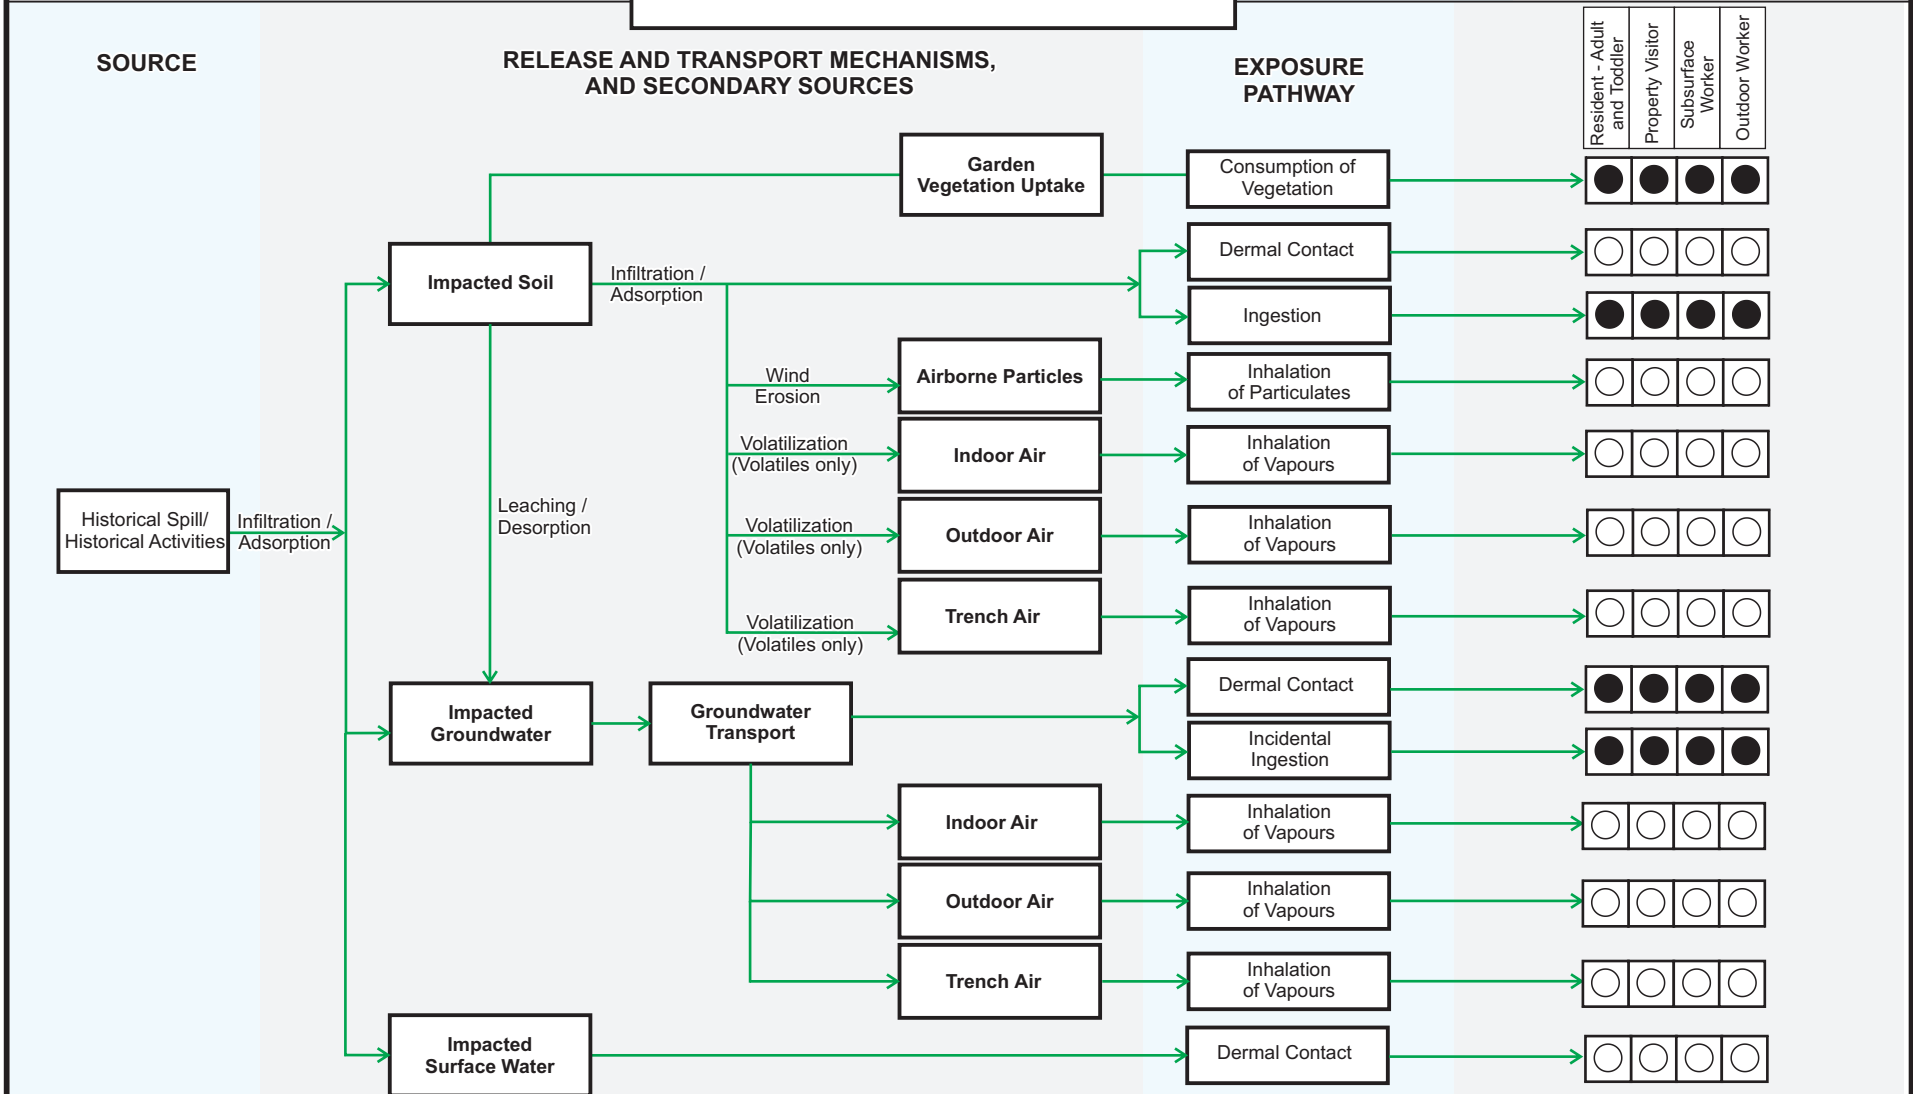 SOURCE
RELEASE AND TRANSPORT MECHANISMS,
AND SECONDARY SOURCES
EXPOSURE
PATHWAY
Resident - Adult
and Toddler
Property Visitor
Subsurface
Worker
Outdoor Worker
Garden
Vegetation Uptake
Consumption of
Vegetation
Impacted Soil
Infiltration /
Adsorption
Dermal Contact
Ingestion
Wind
Erosion
Airborne Particles
Inhalation
of Particulates
Volatilization
(Volatiles only)
Indoor Air
Inhalation
of Vapours
Historical Spill/
Historical Activities
Infiltration /
Adsorption
Leaching /
Desorption
Volatilization
(Volatiles only)
Outdoor Air
Inhalation
of Vapours
Volatilization
(Volatiles only)
Trench Air
Inhalation
of Vapours
Impacted
Groundwater
Groundwater
Transport
Dermal Contact
Incidental
Ingestion
Indoor Air
Inhalation
of Vapours
Outdoor Air
Inhalation
of Vapours
Trench Air
Inhalation
of Vapours
Impacted
Surface Water
Dermal Contact